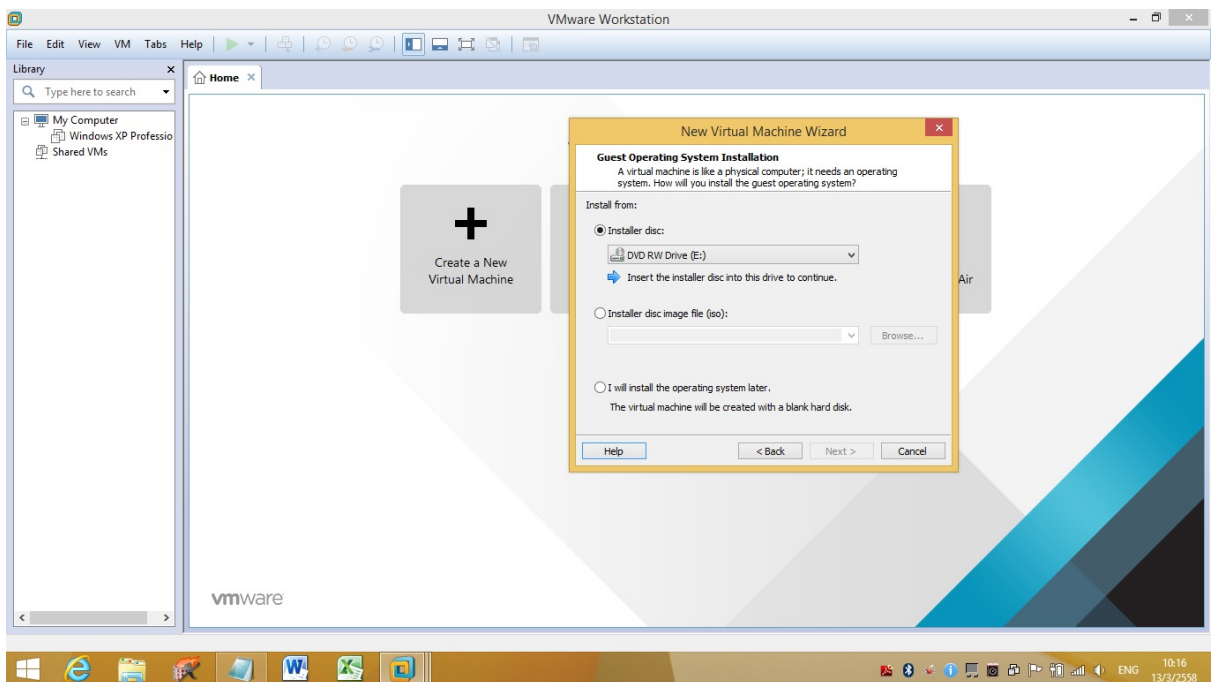 VMware Workstation
File Edit View VM Tabs Help
Library
Home
Type here to search
My Computer
Windows XP Professio
Shared VMs
Create a New
Virtual Machine
Air
New Virtual Machine Wizard
Guest Operating System Installation
A virtual machine is like a physical computer; it needs an operating
system. How will you install the guest operating system?
Install from:
Installer disc:
DVD RW Drive (E:)
Insert the installer disc into this drive to continue.
Installer disc image file (iso):
Browse...
I will install the operating system later.
The virtual machine will be created with a blank hard disk.
Help < Back Next > Cancel
vmware
ENG
10:16
13/3/2558